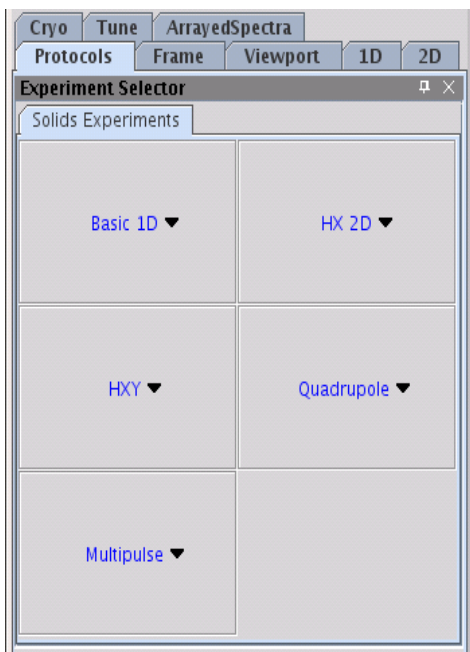 Cryo Tune ArrayedSpectra
Protocols Frame Viewport 1D 2D
Experiment Selector
Solids Experiments
Basic 1D HX 2D
HXY Quadrupole
Multipulse